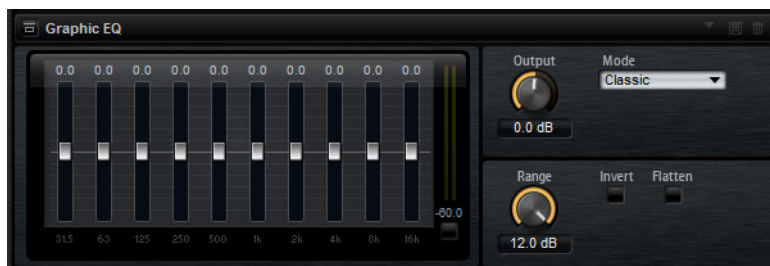 Graphic EQ
0.0 0.0 0.0 0.0 0.0 0.0 0.0 0.0 0.0 0.0
31.5 63 125 250 500 1k 2k 4k 8k 16k
-60.0
Output
0.0 dB
Mode
Classic
Range
12.0 dB
Invert
Flatten